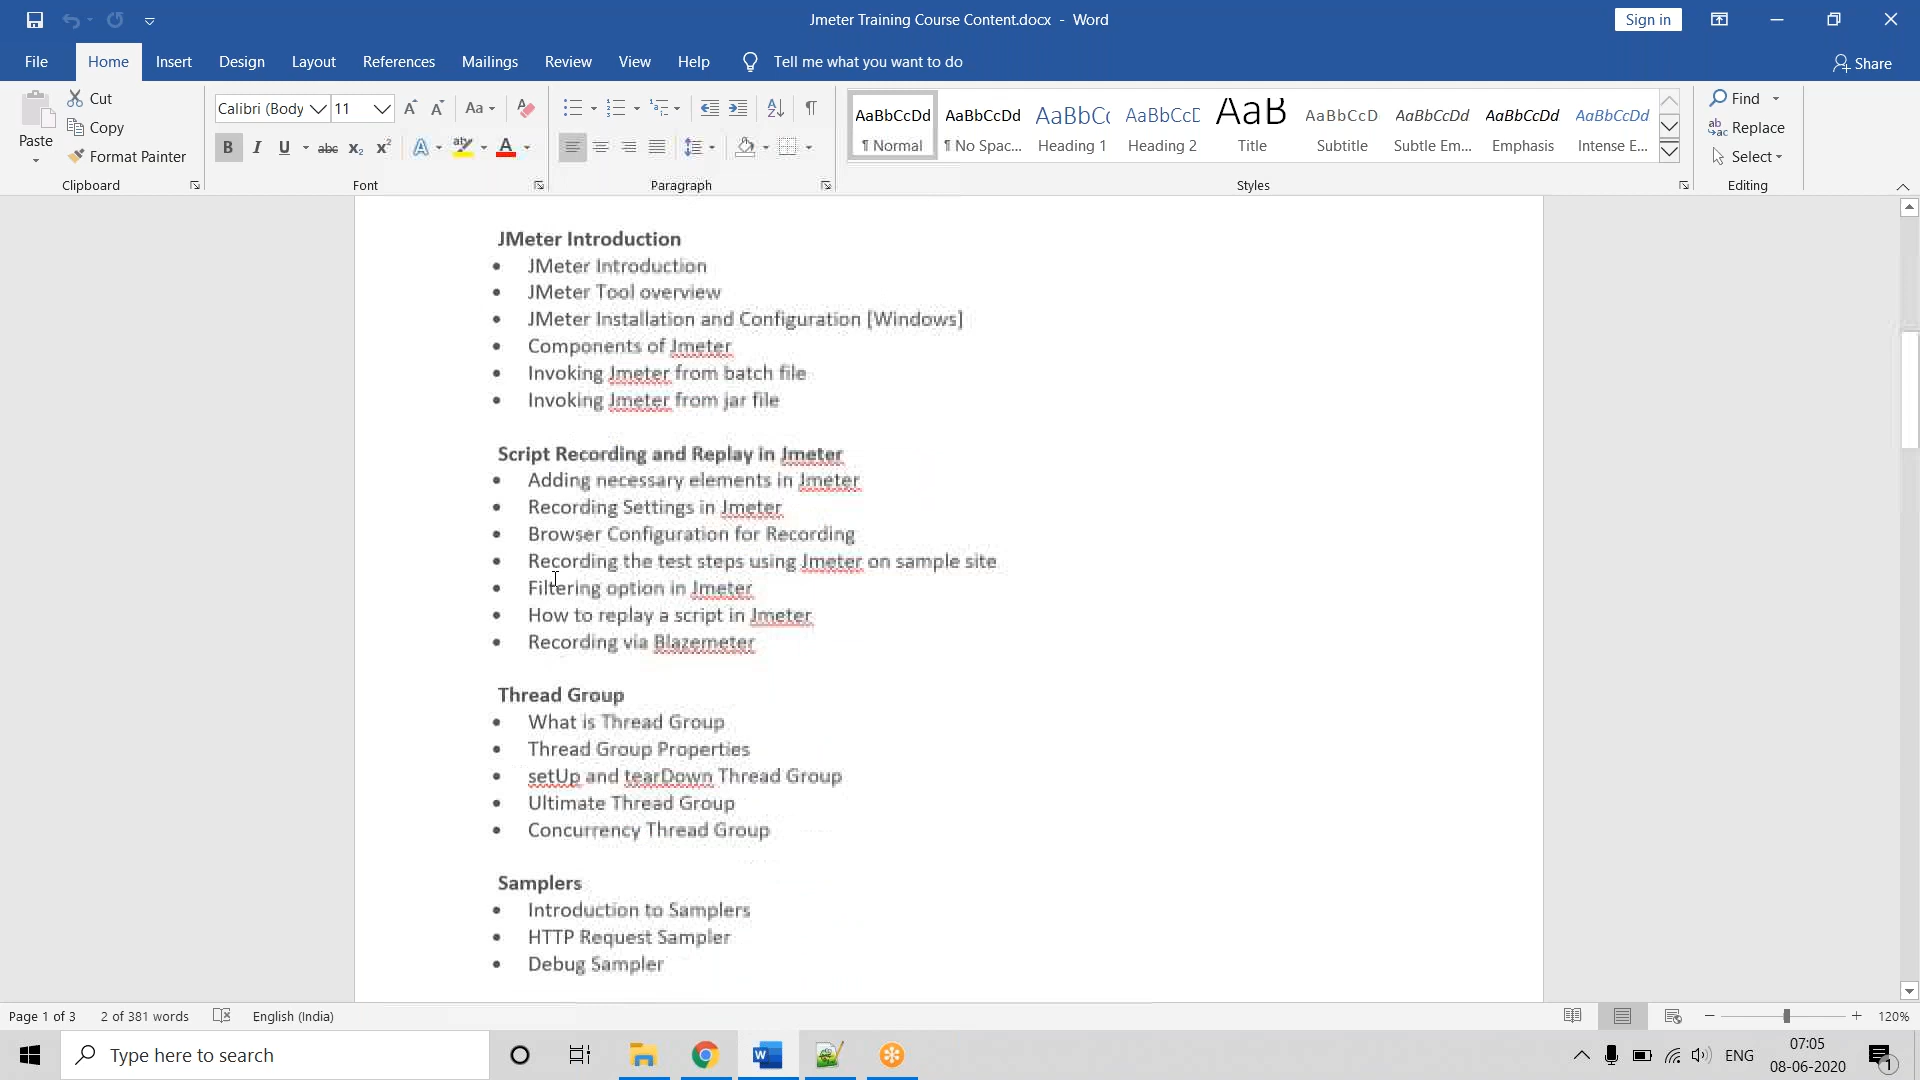 Jmeter Training Course Content.docx - Word
Sign in
File Home Insert Design Layout References Mailings Review View Help Tell me what you want to do Share
Paste Cut Copy Format Painter Clipboard
Calibri (Body 11 Aa
B I U abc X₂ X² A ab A
Font
Paragraph
AaBbCcDd AaBbCcDd AaBbCc AaBbCcD AaB AaBbCcD AaBbCcDd AaBbCcDd AaBbCcDd
¶ Normal ¶ No Spac... Heading 1 Heading 2 Title Subtitle Subtle Em... Emphasis Intense E...
Styles
Find
Replace
Select
Editing
JMeter Introduction
• JMeter Introduction
• JMeter Tool overview
• JMeter Installation and Configuration [Windows]
• Components of Jmeter
• Invoking Jmeter from batch file
• Invoking Jmeter from jar file
Script Recording and Replay in Jmeter
• Adding necessary elements in Jmeter
• Recording Settings in Jmeter
• Browser Configuration for Recording
• Recording the test steps using Jmeter on sample site
• Filtering option in Jmeter
• How to replay a script in Jmeter
• Recording via Blazemeter
Thread Group
• What is Thread Group
• Thread Group Properties
• setUp and tearDown Thread Group
• Ultimate Thread Group
• Concurrency Thread Group
Samplers
• Introduction to Samplers
• HTTP Request Sampler
• Debug Sampler
Page 1 of 3 2 of 381 words English (India) 120%
Type here to search
ENG
07:05
08-06-2020
1